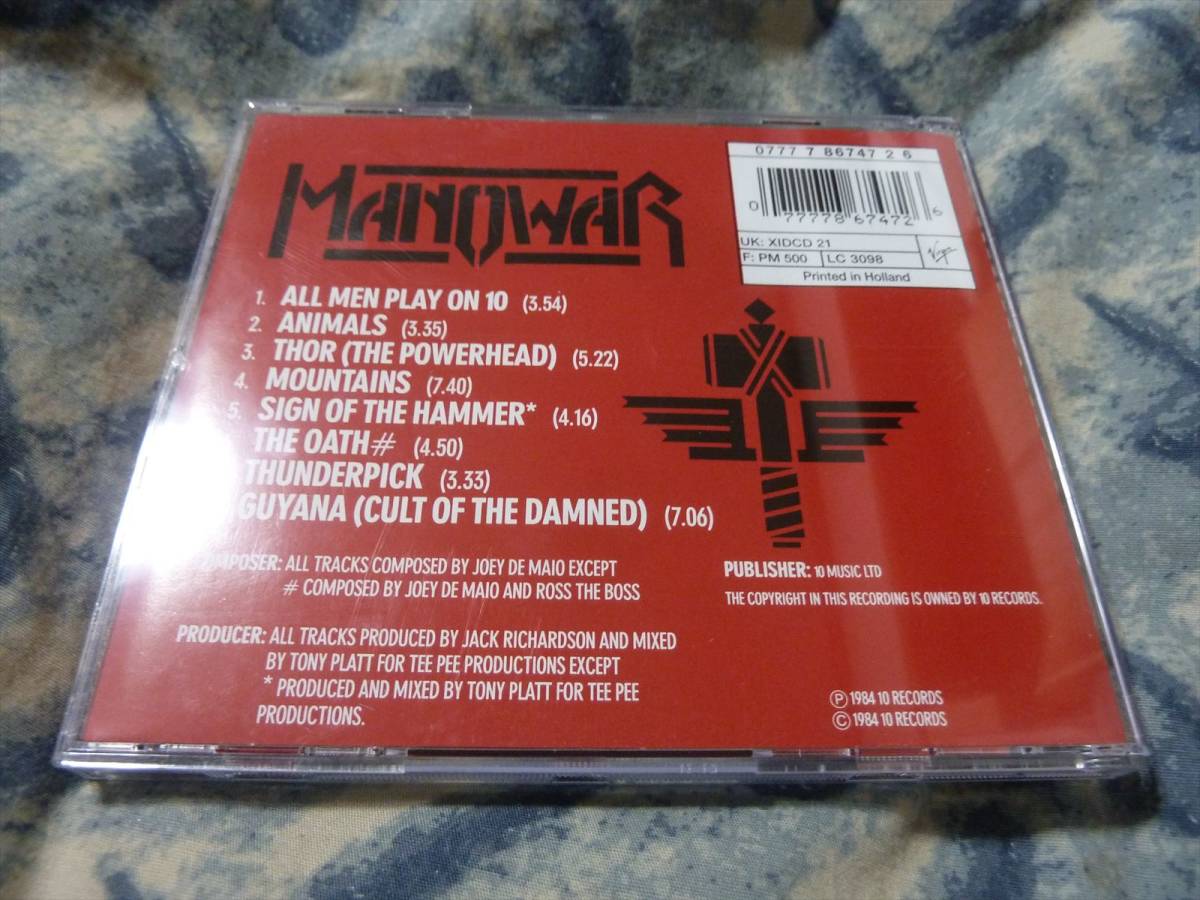 MANOWAR
0777 7 86747 2 6
0 77778 67472 6
UK: XIDCD 21
F: PM 500 LC 3098
Virgin
Printed in Holland
1. ALL MEN PLAY ON 10 (3.54)
2. ANIMALS (3.35)
3. THOR (THE POWERHEAD) (5.22)
4. MOUNTAINS (7.40)
5. SIGN OF THE HAMMER* (4.16)
THE OATH# (4.50)
THUNDERPICK (3.33)
GUYANA (CULT OF THE DAMNED) (7.06)
COMPOSER: ALL TRACKS COMPOSED BY JOEY DE MAIO EXCEPT
# COMPOSED BY JOEY DE MAIO AND ROSS THE BOSS
PRODUCER: ALL TRACKS PRODUCED BY JACK RICHARDSON AND MIXED
BY TONY PLATT FOR TEE PEE PRODUCTIONS EXCEPT
* PRODUCED AND MIXED BY TONY PLATT FOR TEE PEE
PRODUCTIONS.
PUBLISHER: 10 MUSIC LTD
THE COPYRIGHT IN THIS RECORDING IS OWNED BY 10 RECORDS.
℗ 1984 10 RECORDS
© 1984 10 RECORDS